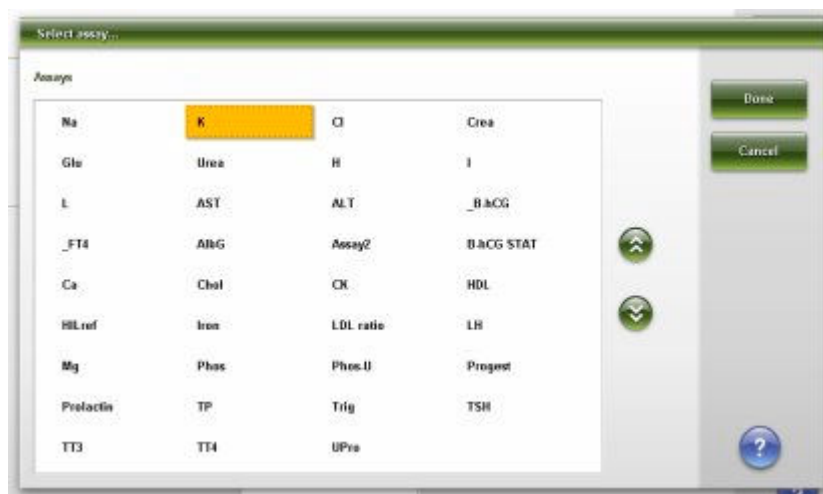 Select assay...
Assays
Na K Cl Crea
Glu Urea H I
L AST ALT _B-hCG
_FT4 AlbG Assay2 B-hCG STAT
Ca Chol CK HDL
HILref Iron LDL ratio LH
Mg Phos Phos-U Progest
Prolactin TP Trig TSH
TT3 TT4 UPro
Done
Cancel
?